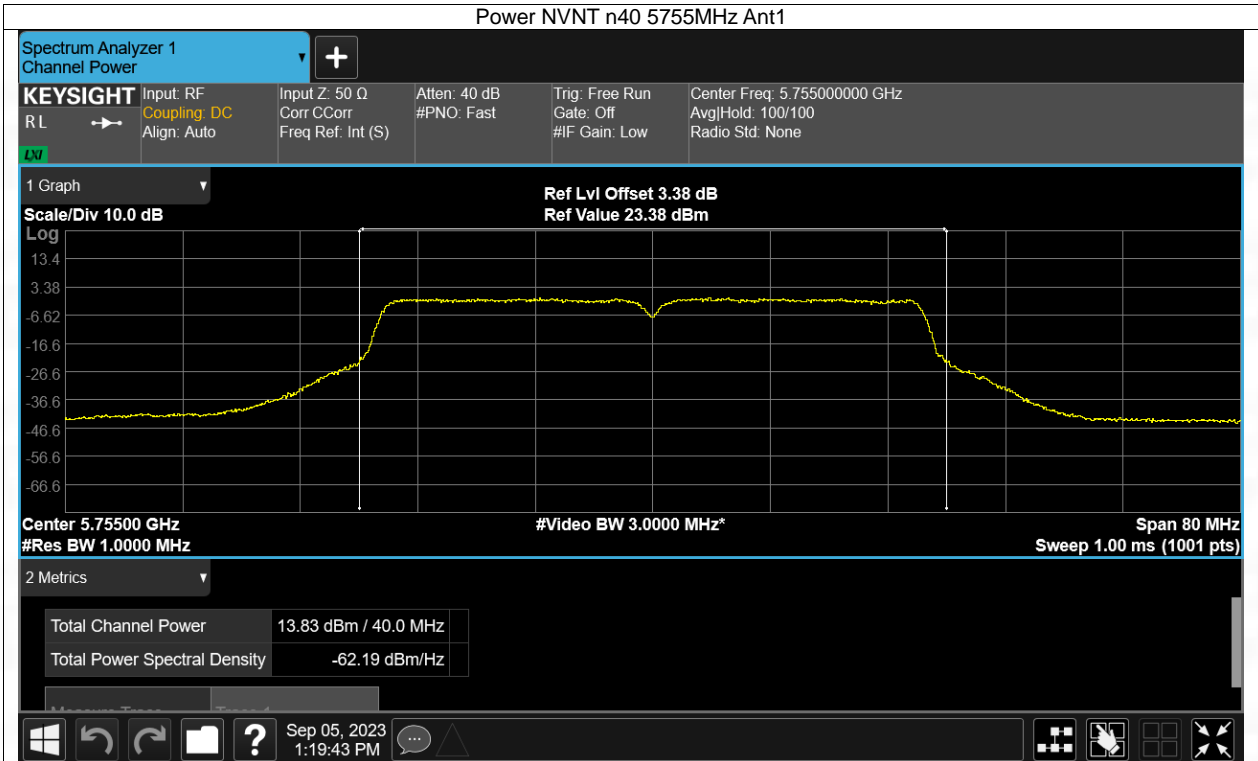 Power NVNT n40 5755MHz Ant1
Spectrum Analyzer 1
Channel Power
KEYSIGHT
R L
LXI
Input: RF
Coupling: DC
Align: Auto
Input Z: 50 Ω
Corr CCorr
Freq Ref: Int (S)
Atten: 40 dB
#PNO: Fast
Trig: Free Run
Gate: Off
#IF Gain: Low
Center Freq: 5.755000000 GHz
Avg|Hold: 100/100
Radio Std: None
1 Graph
Scale/Div 10.0 dB
Ref Lvl Offset 3.38 dB
Ref Value 23.38 dBm
Log
13.4
3.38
-6.62
-16.6
-26.6
-36.6
-46.6
-56.6
-66.6
Center 5.75500 GHz
#Res BW 1.0000 MHz
#Video BW 3.0000 MHz*
Span 80 MHz
Sweep 1.00 ms (1001 pts)
2 Metrics
Total Channel Power 13.83 dBm / 40.0 MHz
Total Power Spectral Density -62.19 dBm/Hz
Measure Trace Trace 1
Sep 05, 2023
1:19:43 PM